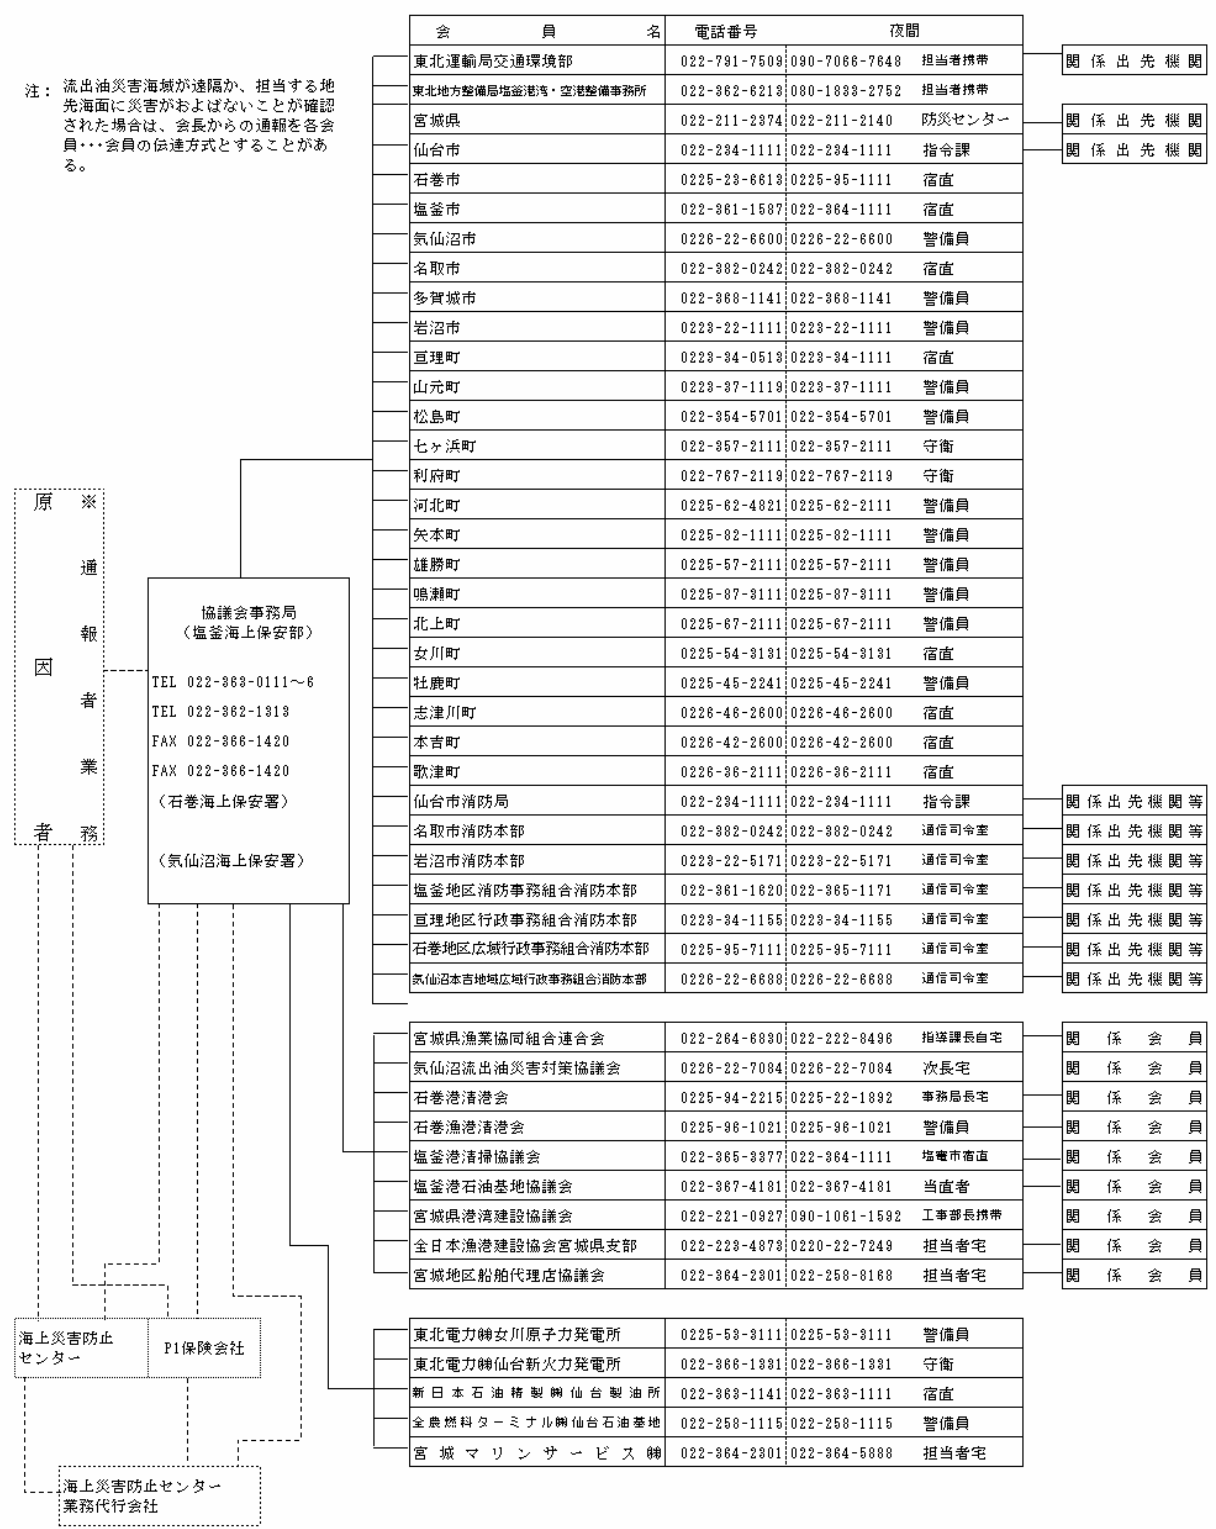 注： 流出油災害海域が遠隔か、担当する地
先海面に災害がおよばないことが確認
された場合は、会長からの通報を各会
員・・・会員の伝達方式とすることがあ
る。
会 員 名 電話番号 夜間
東北運輸局交通環境部 022-791-7509 090-7066-7648 担当者携帯 関係出先機関
東北地方整備局塩釜港湾・空港整備事務所 022-362-6213 080-1833-2752 担当者携帯
宮城県 022-211-2374 022-211-2140 防災センター 関係出先機関
仙台市 022-234-1111 022-234-1111 指令課 関係出先機関
石巻市 0225-23-6613 0225-95-1111 宿直
塩釜市 022-361-1587 022-364-1111 宿直
気仙沼市 0226-22-6600 0226-22-6600 警備員
名取市 022-382-0242 022-382-0242 宿直
多賀城市 022-368-1141 022-368-1141 警備員
岩沼市 0223-22-1111 0223-22-1111 警備員
亘理町 0223-34-0513 0223-34-1111 宿直
山元町 0223-37-1119 0223-37-1111 警備員
松島町 022-354-5701 022-354-5701 警備員
七ヶ浜町 022-357-2111 022-357-2111 守衛
利府町 022-767-2119 022-767-2119 守衛
河北町 0225-62-4821 0225-62-2111 警備員
矢本町 0225-82-1111 0225-82-1111 警備員
雄勝町 0225-57-2111 0225-57-2111 警備員
鳴瀬町 0225-87-3111 0225-87-3111 警備員
北上町 0225-67-2111 0225-67-2111 警備員
女川町 0225-54-3131 0225-54-3131 宿直
牡鹿町 0225-45-2241 0225-45-2241 警備員
志津川町 0226-46-2600 0226-46-2600 宿直
本吉町 0226-42-2600 0226-42-2600 宿直
歌津町 0226-36-2111 0226-36-2111 宿直
仙台市消防局 022-234-1111 022-234-1111 指令課 関係出先機関等
名取市消防本部 022-382-0242 022-382-0242 通信司令室 関係出先機関等
岩沼市消防本部 0223-22-5171 0223-22-5171 通信司令室 関係出先機関等
塩釜地区消防事務組合消防本部 022-361-1620 022-365-1171 通信司令室 関係出先機関等
亘理地区行政事務組合消防本部 0223-34-1155 0223-34-1155 通信司令室 関係出先機関等
石巻地区広域行政事務組合消防本部 0225-95-7111 0225-95-7111 通信司令室 関係出先機関等
気仙沼本吉地域広域行政事務組合消防本部 0226-22-6688 0226-22-6688 通信司令室 関係出先機関等
宮城県漁業協同組合連合会 022-264-6830 022-222-8496 指導課長自宅 関係会員
気仙沼流出油災害対策協議会 0226-22-7084 0226-22-7084 次長宅 関係会員
石巻港清港会 0225-94-2215 0225-22-1892 事務局長宅 関係会員
石巻漁港清港会 0225-96-1021 0225-96-1021 警備員 関係会員
塩釜港清掃協議会 022-365-3377 022-364-1111 塩竈市宿直 関係会員
塩釜港石油基地協議会 022-367-4181 022-367-4181 当直者 関係会員
宮城県港湾建設協議会 022-221-0927 090-1061-1592 工事部長携帯 関係会員
全日本漁港建設協会宮城県支部 022-223-4873 0220-22-7249 担当者宅 関係会員
宮城地区船舶代理店協議会 022-364-2301 022-258-8168 担当者宅 関係会員
東北電力㈱女川原子力発電所 0225-53-3111 0225-53-3111 警備員
東北電力㈱仙台新火力発電所 022-366-1331 022-366-1331 守衛
新日本石油精製㈱仙台製油所 022-363-1141 022-363-1111 宿直
全農燃料ターミナル㈱仙台石油基地 022-258-1115 022-258-1115 警備員
宮城マリンサービス㈱ 022-364-2301 022-364-5888 担当者宅
※通報者業務
原因者
協議会事務局
（塩釜海上保安部）
TEL 022-363-0111～6
TEL 022-362-1313
FAX 022-366-1420
FAX 022-366-1420
（石巻海上保安署）
（気仙沼海上保安署）
海上災害防止
センター
P1保険会社
海上災害防止センター
業務代行会社